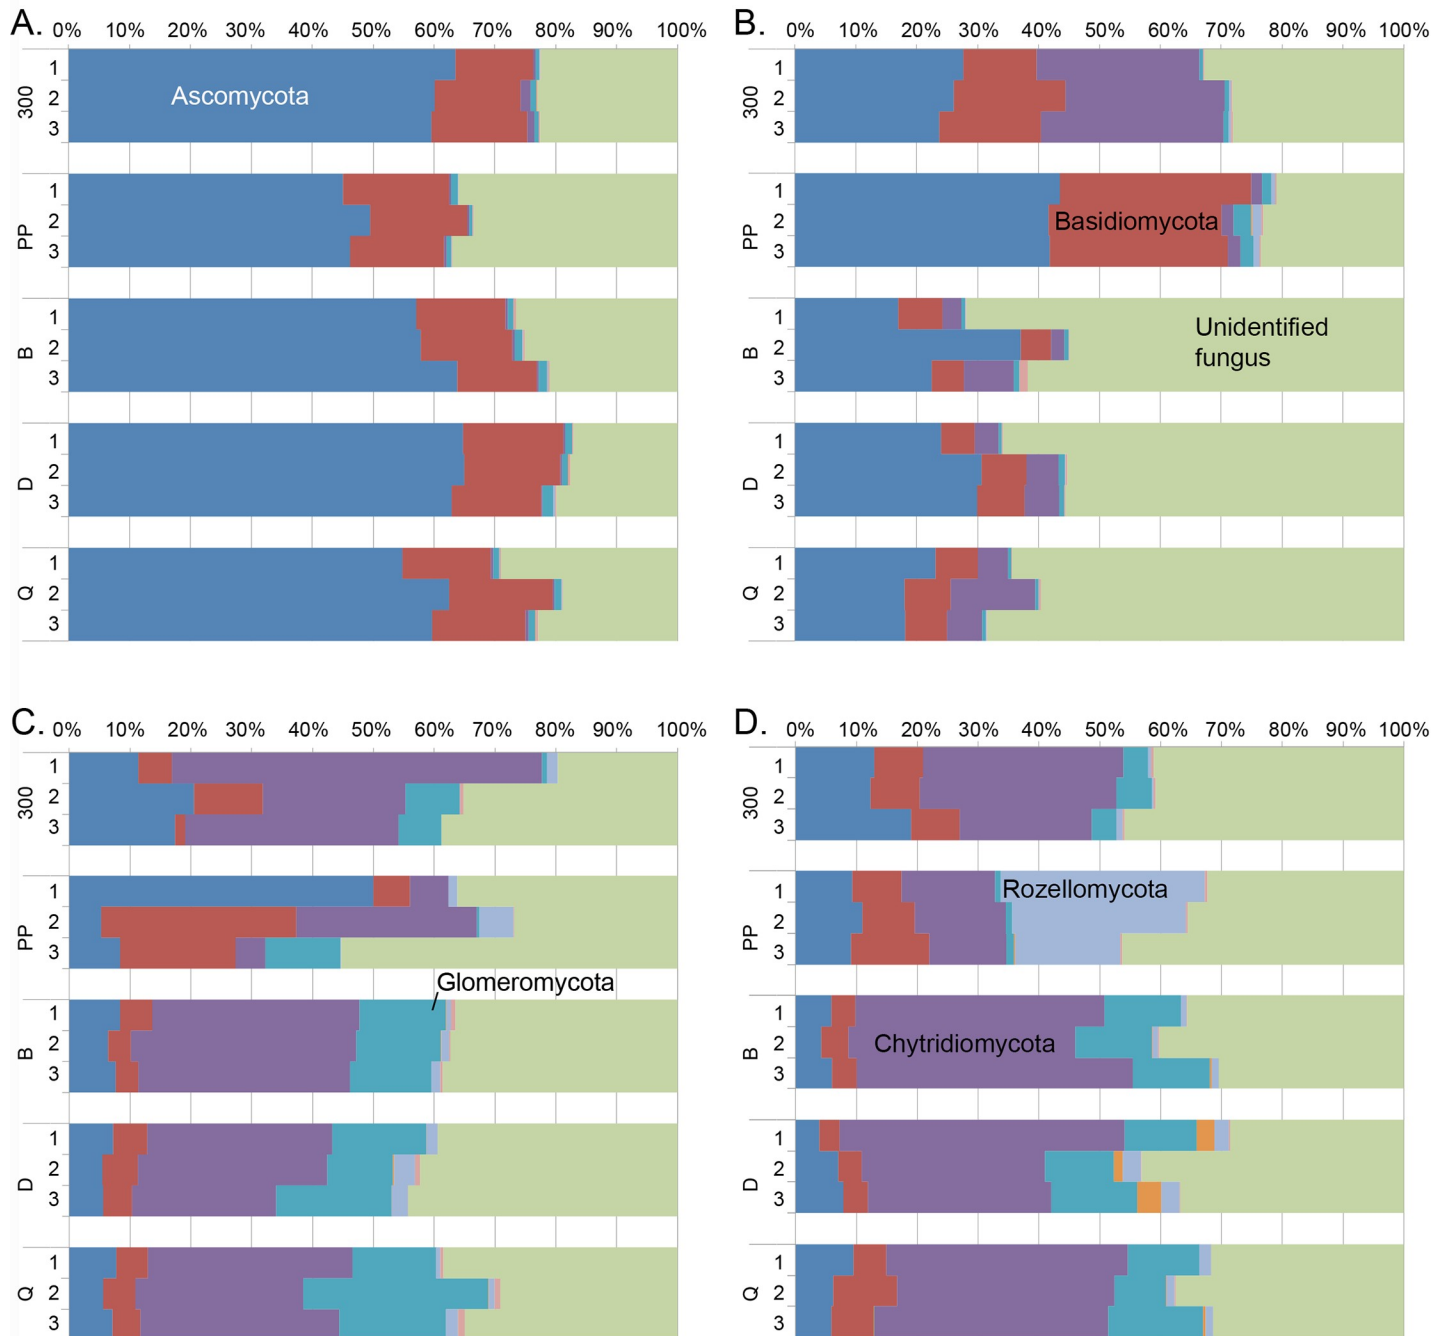 A. 0% 10% 20% 30% 40% 50% 60% 70% 80% 90% 100%
300
1
2
3
Ascomycota
PP
1
2
3
B
1
2
3
D
1
2
3
Q
1
2
3
B. 0% 10% 20% 30% 40% 50% 60% 70% 80% 90% 100%
300
1
2
3
PP
1
2
3
Basidiomycota
B
1
2
3
Unidentified
fungus
D
1
2
3
Q
1
2
3
C. 0% 10% 20% 30% 40% 50% 60% 70% 80% 90% 100%
300
1
2
3
PP
1
2
3
Glomeromycota
B
1
2
3
D
1
2
3
Q
1
2
3
D. 0% 10% 20% 30% 40% 50% 60% 70% 80% 90% 100%
300
1
2
3
PP
1
2
3
Rozellomycota
B
1
2
3
Chytridiomycota
D
1
2
3
Q
1
2
3